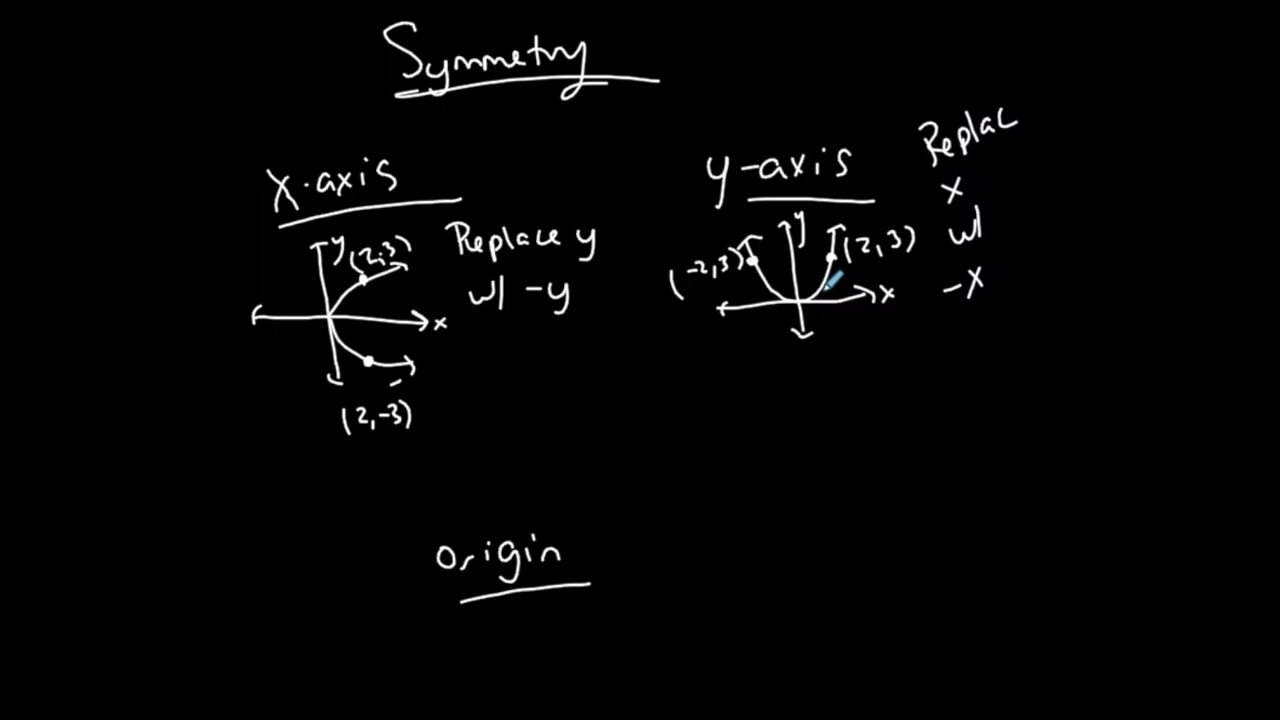 Symmetry
x-axis
y
(2,3)
x
(2,-3)
Replace y
w/ -y
y-axis
y
(-2,3)
(2,3)
x
Replac
x
w/
-x
origin